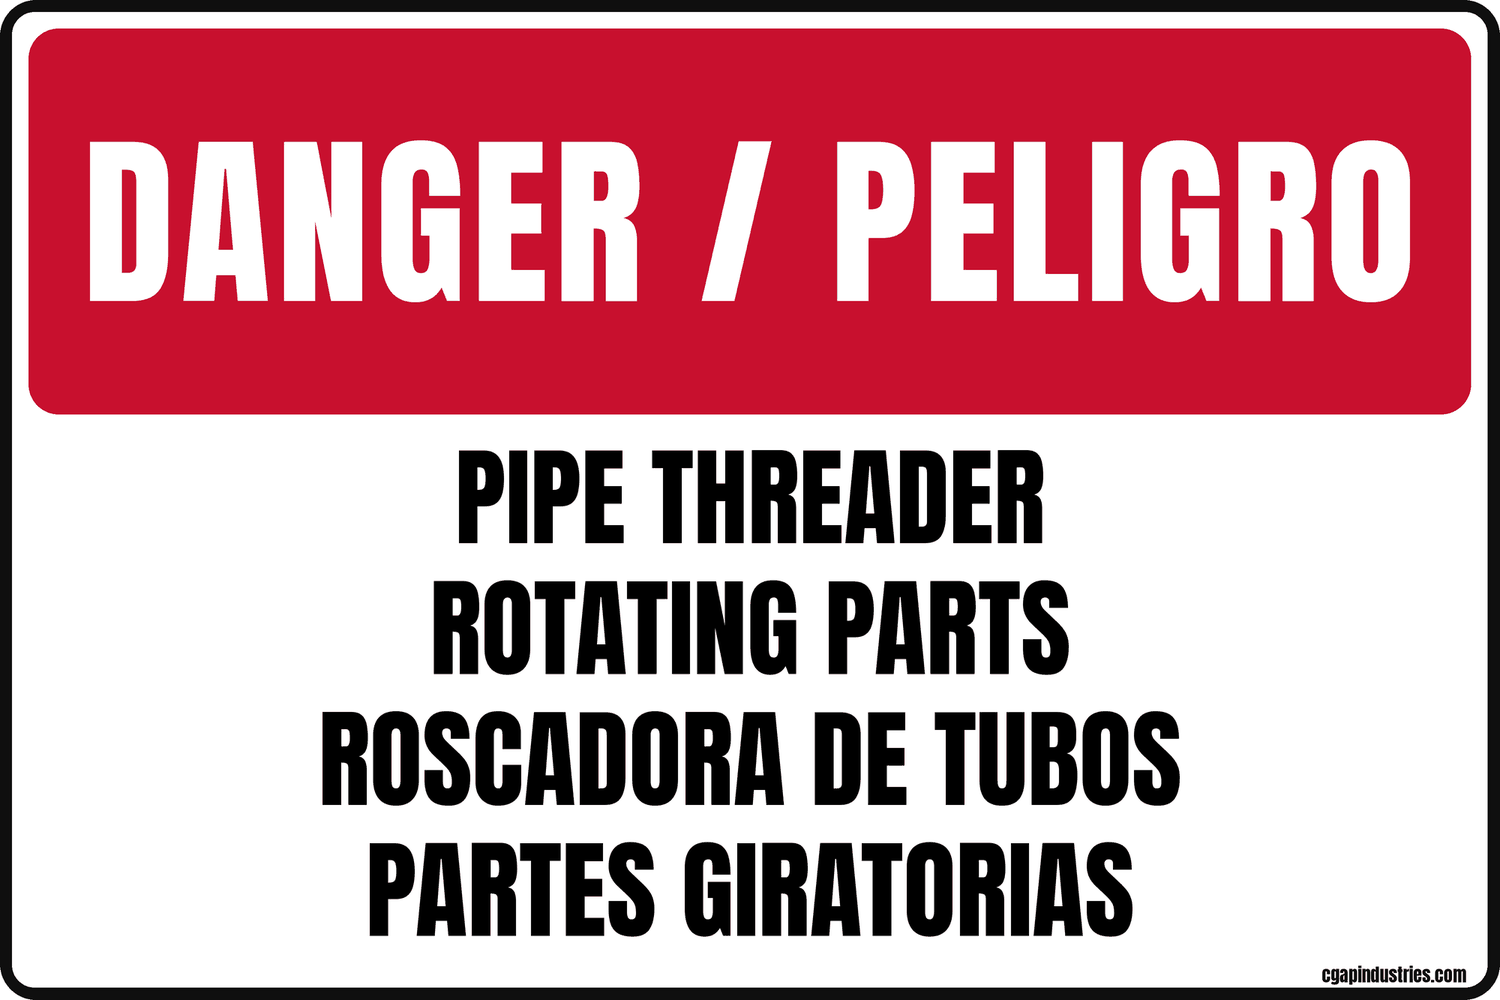 DANGER / PELIGRO
PIPE THREADER
ROTATING PARTS
ROSCADORA DE TUBOS
PARTES GIRATORIAS
cgapindustries.com